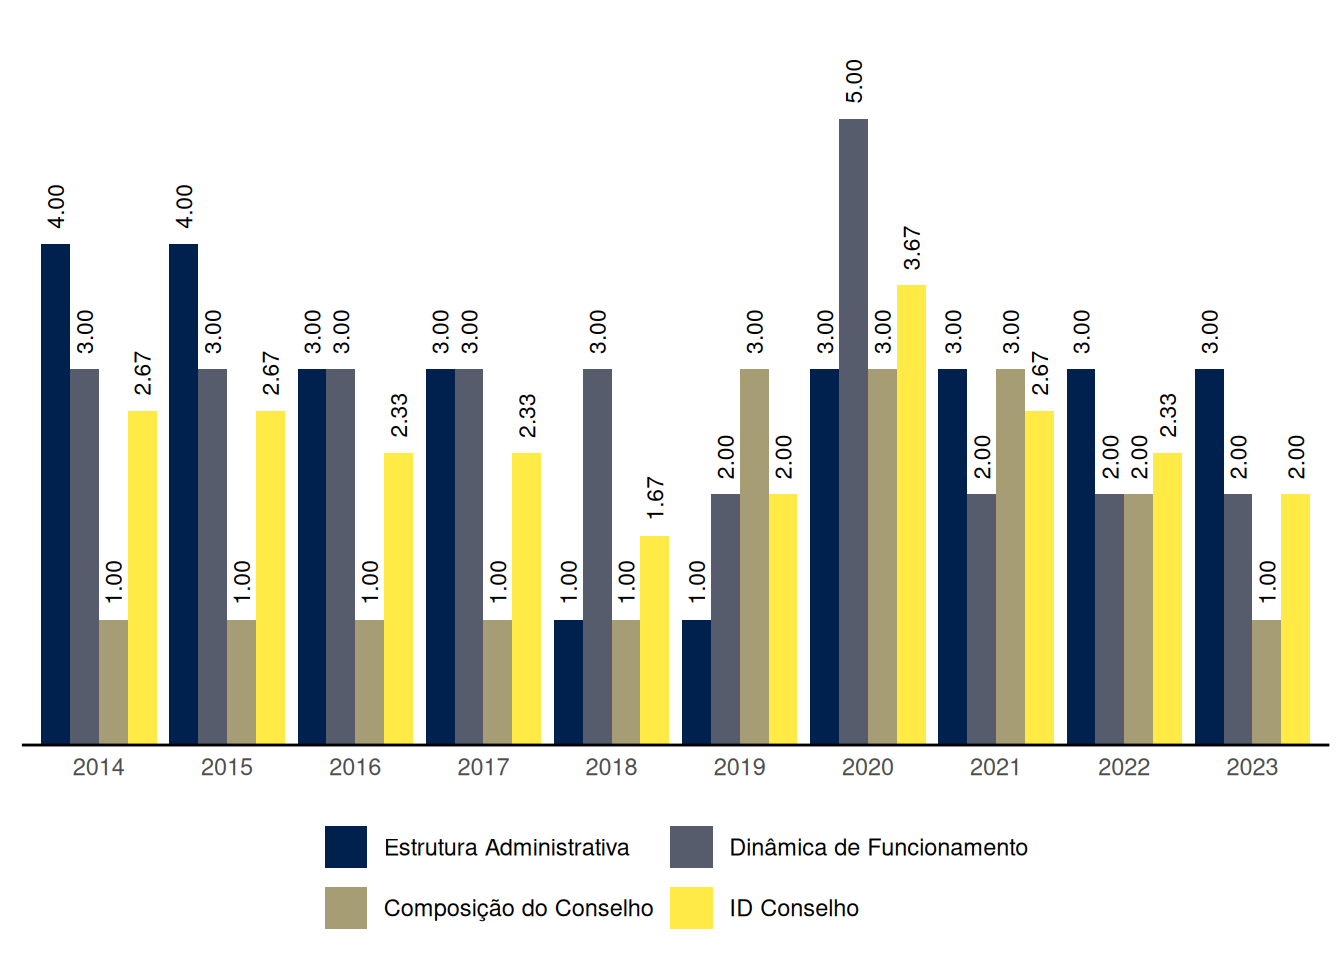 5.00
4.00 4.00
3.67
3.00 3.00 3.00 3.00 3.00 3.00 3.00 3.00 3.00 3.00 3.00 3.00 3.00 3.00
2.67 2.67 2.67
2.33 2.33 2.33
2.00 2.00 2.00 2.00 2.00 2.00 2.00
1.67
1.00 1.00 1.00 1.00 1.00 1.00 1.00 1.00
2014 2015 2016 2017 2018 2019 2020 2021 2022 2023
Estrutura Administrativa Dinâmica de Funcionamento
Composição do Conselho ID Conselho